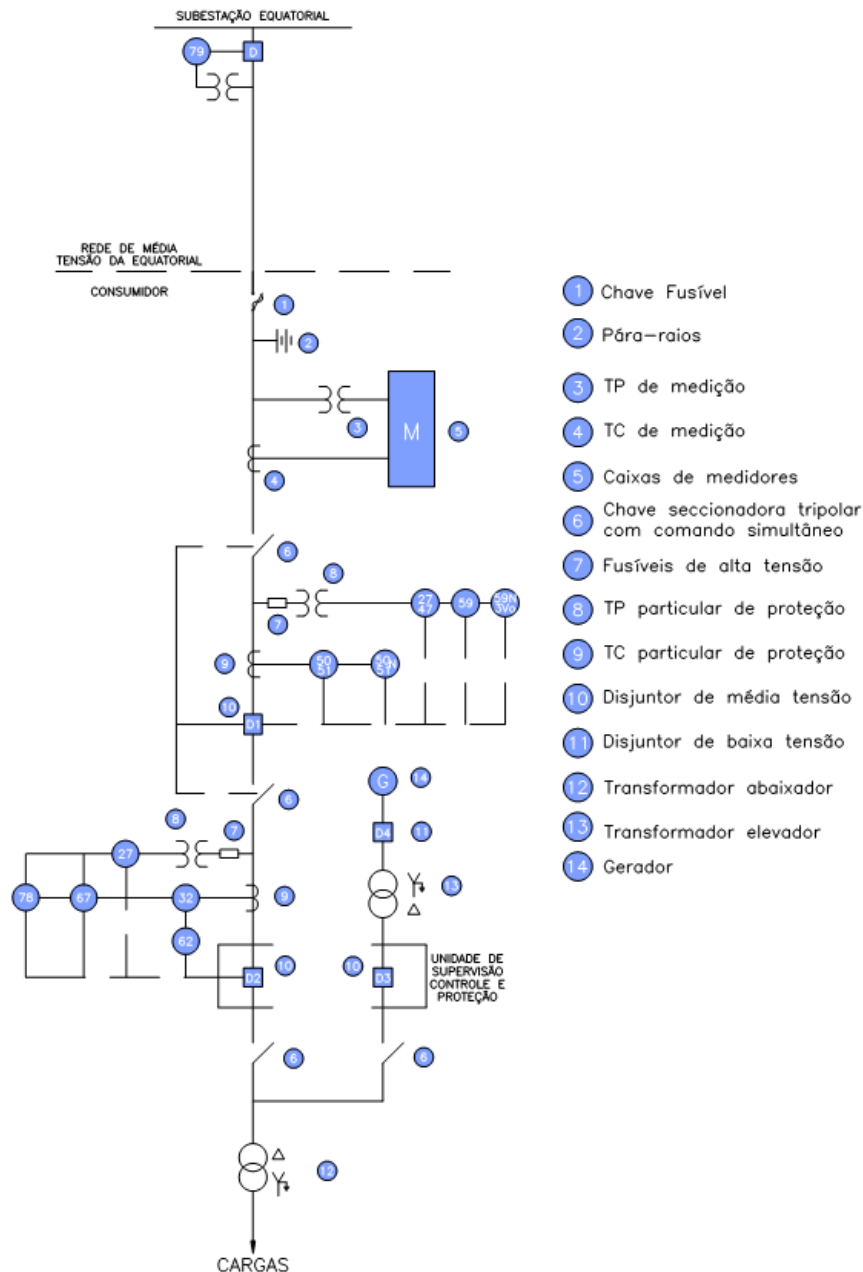 SUBESTAÇÃO EQUATORIAL
79
D
REDE DE MÉDIA
TENSÃO DA EQUATORIAL
CONSUMIDOR
1
2
3
M
5
4
6
8
7
27
47
59
59N
3Vo
9
50
51
50N
51
10
D1
6
G
14
D4
11
8
7
27
13
78
67
32
9
62
10
D2
10
D3
UNIDADE DE
SUPERVISÃO
CONTROLE E
PROTEÇÃO
6
6
12
CARGAS
1 Chave Fusível
2 Pára-raios
3 TP de medição
4 TC de medição
5 Caixas de medidores
6 Chave seccionadora tripolar
com comando simultâneo
7 Fusíveis de alta tensão
8 TP particular de proteção
9 TC particular de proteção
10 Disjuntor de média tensão
11 Disjuntor de baixa tensão
12 Transformador abaixador
13 Transformador elevador
14 Gerador